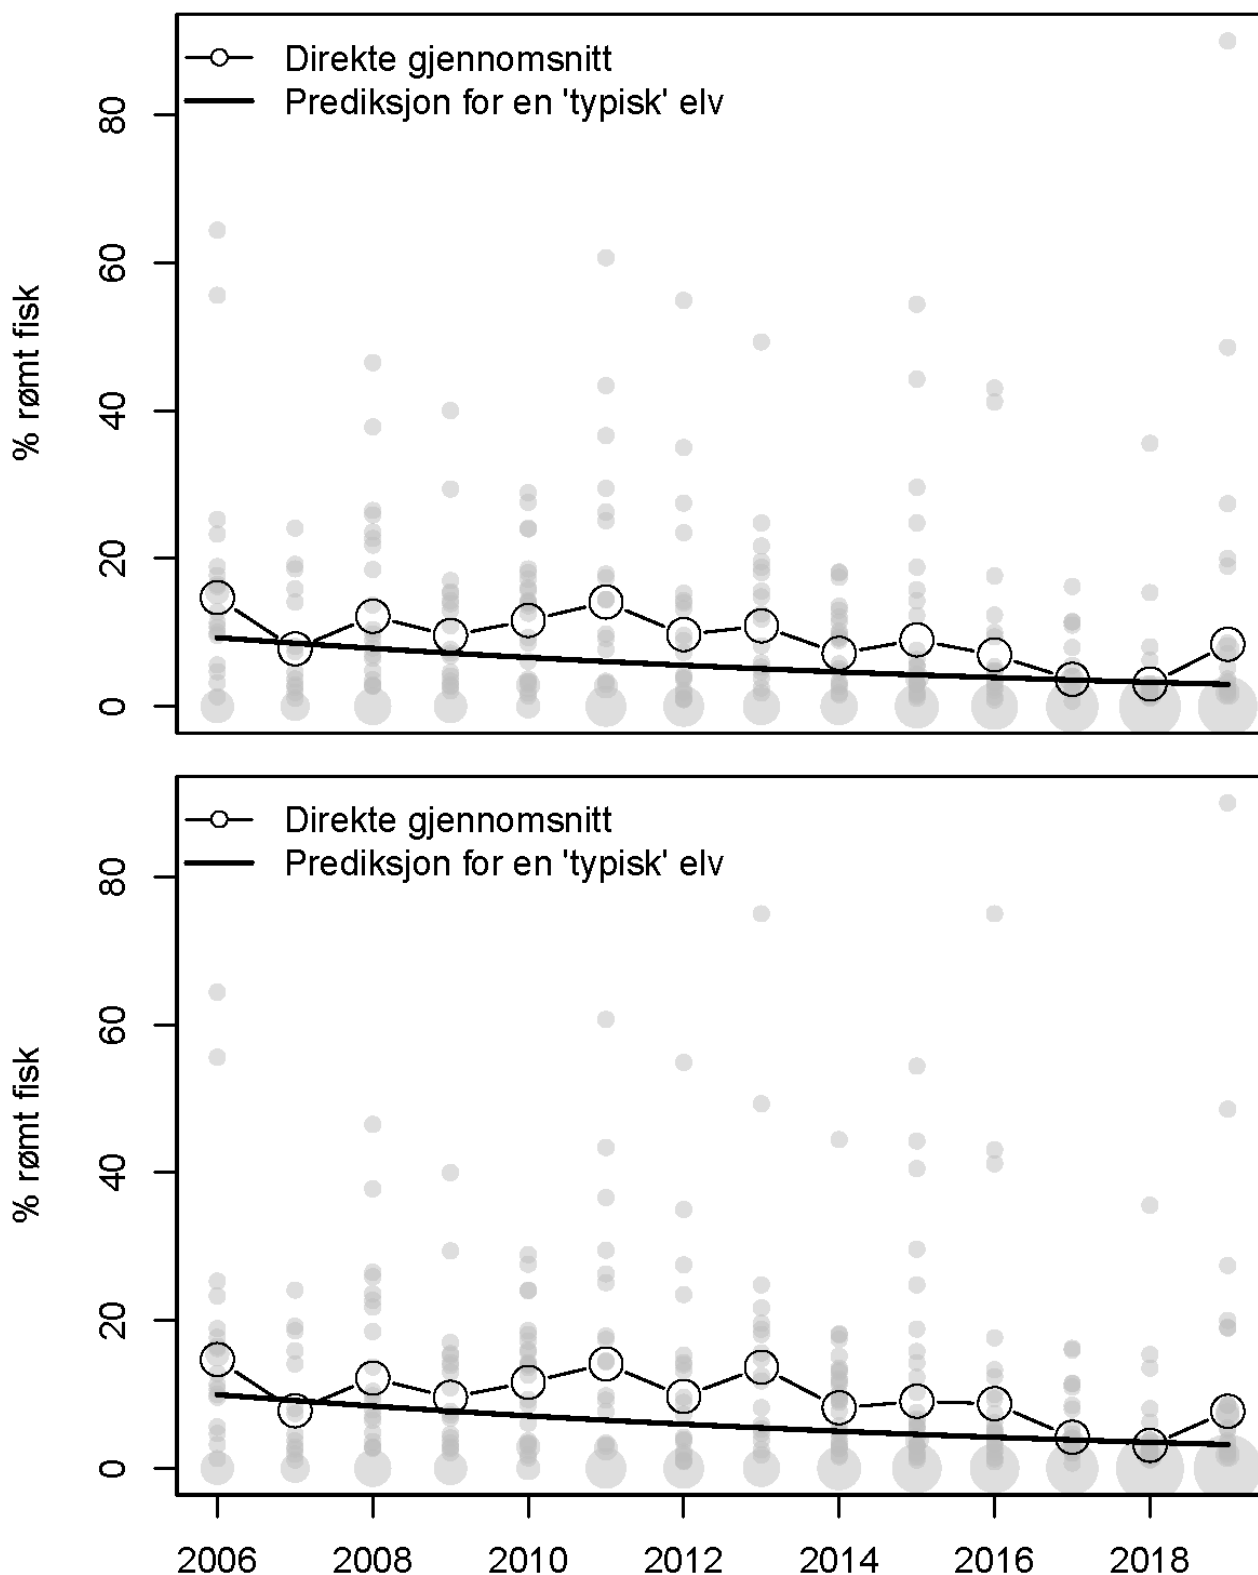 Direkte gjennomsnitt
Prediksjon for en 'typisk' elv
% rømt fisk
80
60
40
20
0
Direkte gjennomsnitt
Prediksjon for en 'typisk' elv
% rømt fisk
80
60
40
20
0
2006 2008 2010 2012 2014 2016 2018